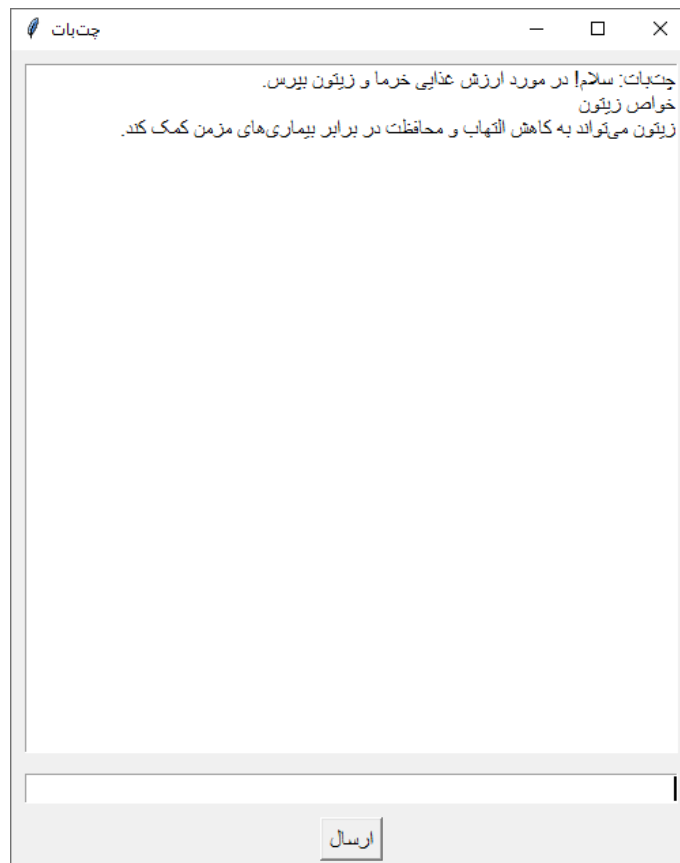 چت‌بات
چت‌بات: سلام! در مورد ارزش غذایی خرما و زیتون بپرس.
خواص زیتون
زیتون می‌تواند به کاهش التهاب و محافظت در برابر بیماری‌های مزمن کمک کند.
ارسال